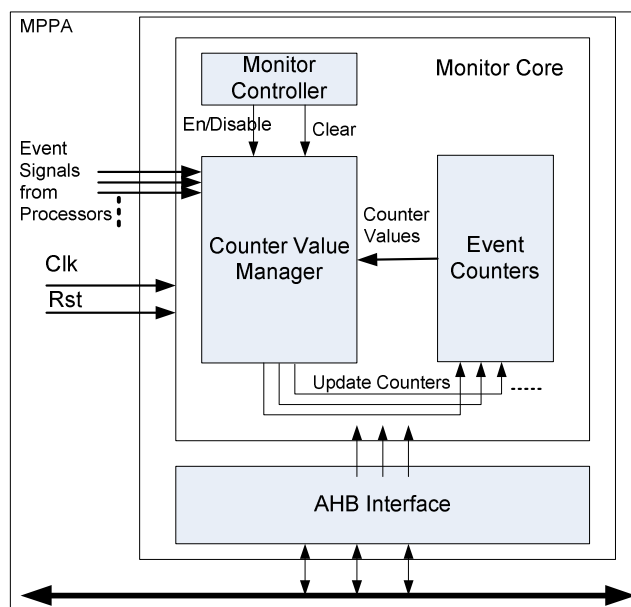 MPPA
Monitor
Controller
Monitor Core
En/Disable
Clear
Event
Signals
from
Processors
Counter Value
Manager
Counter
Values
Event
Counters
Clk
Rst
Update Counters
AHB Interface